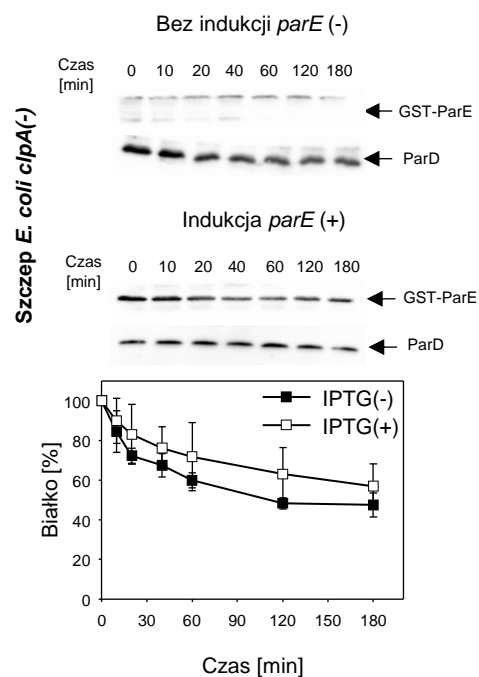 Bez indukcji parE (-)
Czas [min] 0 10 20 40 60 120 180
GST-ParE
ParD
Szczep E. coli clpA(-)
Indukcja parE (+)
Czas [min] 0 10 20 40 60 120 180
GST-ParE
ParD
IPTG(-)
IPTG(+)
Białko [%]
100
80
60
40
20
0
0 30 60 90 120 150 180
Czas [min]